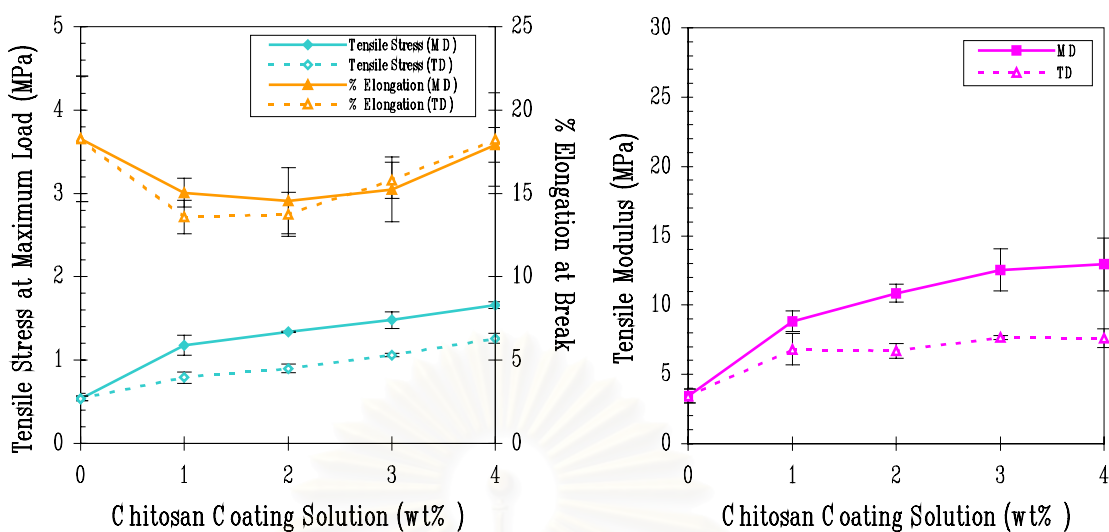 Tensile Stress at Maximum Load (MPa)
5
4
3
2
1
0
Tensile Stress (MD)
Tensile Stress (TD)
% Elongation (MD)
% Elongation (TD)
25
20
15
10
5
0
% Elongation at Break
0 1 2 3 4
Chitosan Coating Solution (wt% )
Tensile Modulus (MPa)
30
25
20
15
10
5
0
MD
TD
0 1 2 3 4
Chitosan Coating Solution (wt% )